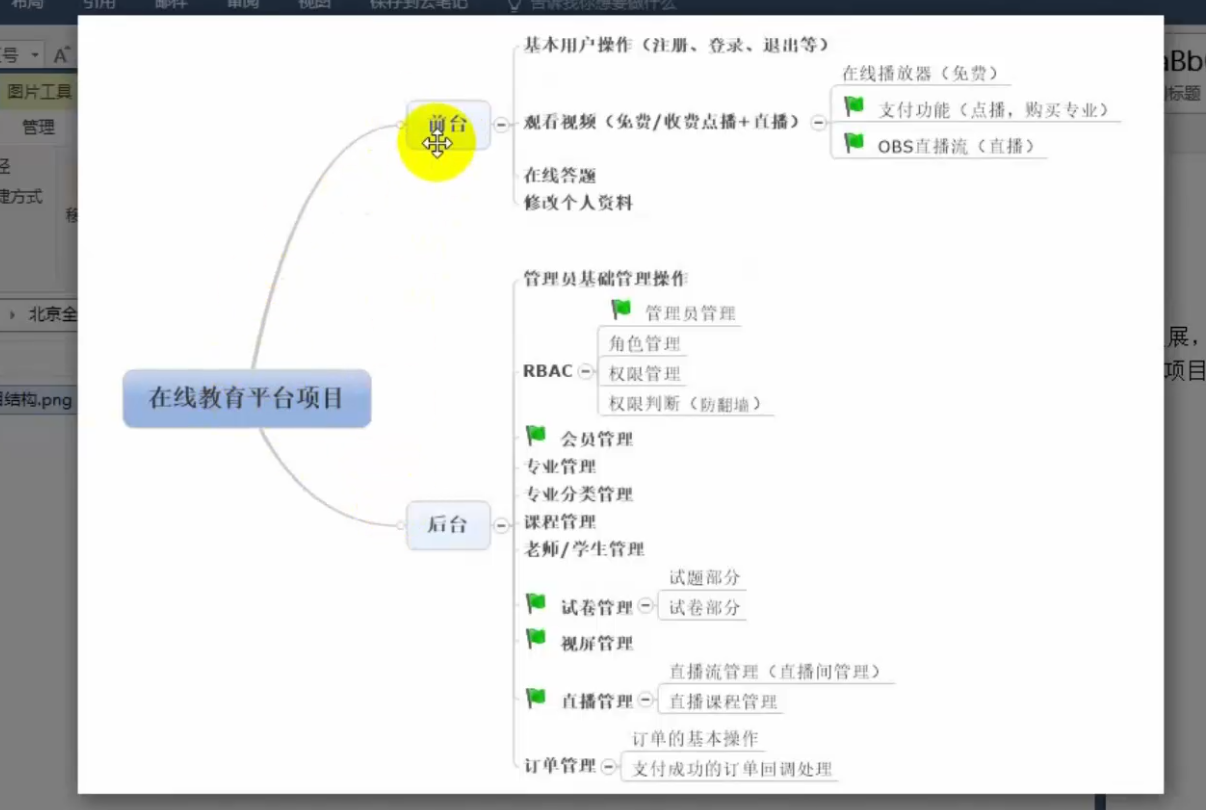 布局 引用 邮件 审阅 视图 保存到云笔记 告诉我你想要做什么
号 A
图片工具
管理
径
建方式
移
北京全
结构.png
aBb
标题
展，
项目
在线教育平台项目
前台
基本用户操作（注册、登录、退出等）
观看视频（免费/收费点播+直播）
在线播放器（免费）
支付功能（点播，购买专业）
OBS直播流（直播）
在线答题
修改个人资料
后台
管理员基础管理操作
RBAC
管理员管理
角色管理
权限管理
权限判断（防翻墙）
会员管理
专业管理
专业分类管理
课程管理
老师/学生管理
试卷管理
试题部分
试卷部分
视屏管理
直播管理
直播流管理（直播间管理）
直播课程管理
订单管理
订单的基本操作
支付成功的订单回调处理